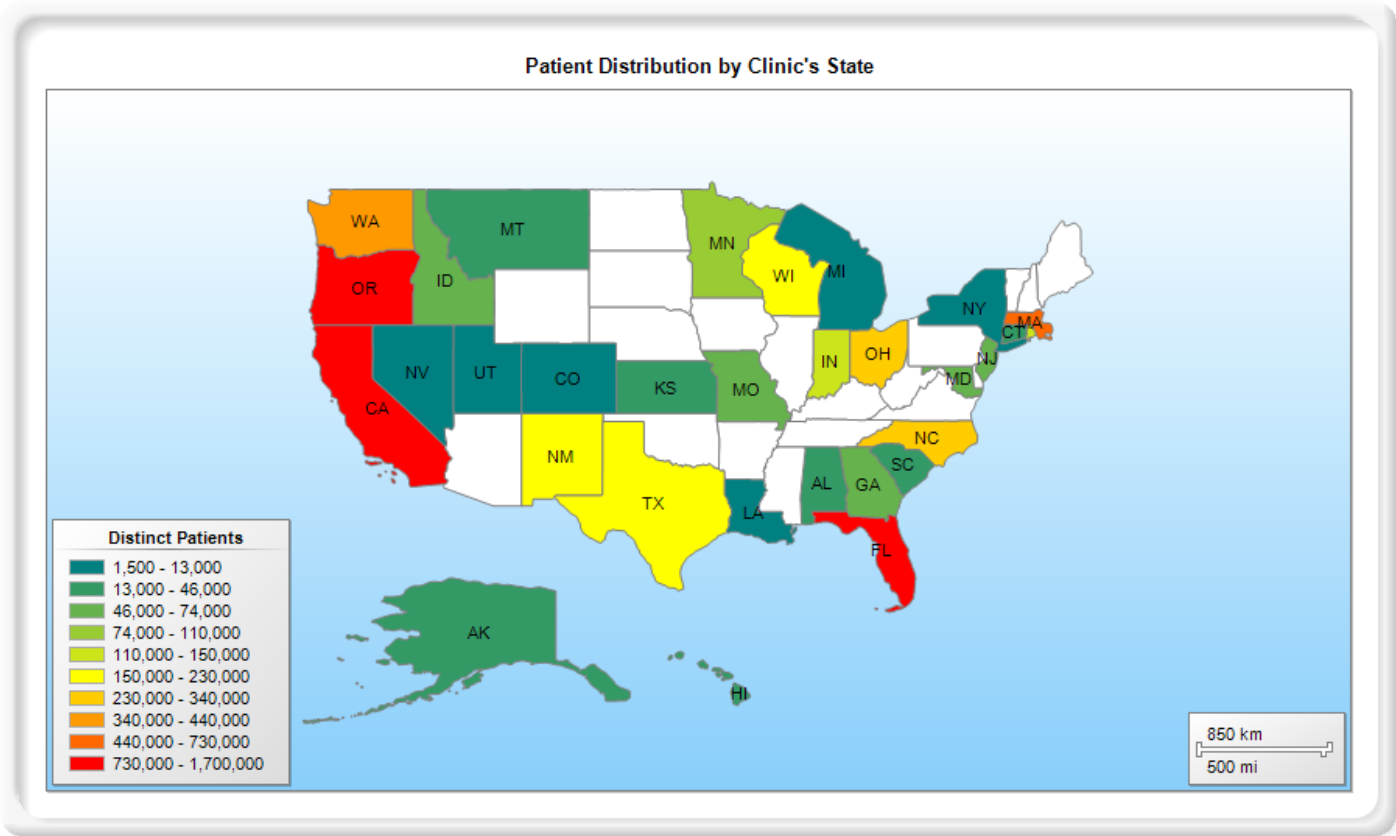 Patient Distribution by Clinic's State
WA
MT
MN
OR
ID
WI
MI
NY
MA
CT
NV
UT
CO
KS
MO
IN
OH
NJ
MD
CA
NM
TX
LA
AL
GA
SC
NC
FL
AK
HI
Distinct Patients
1,500 - 13,000
13,000 - 46,000
46,000 - 74,000
74,000 - 110,000
110,000 - 150,000
150,000 - 230,000
230,000 - 340,000
340,000 - 440,000
440,000 - 730,000
730,000 - 1,700,000
850 km
500 mi